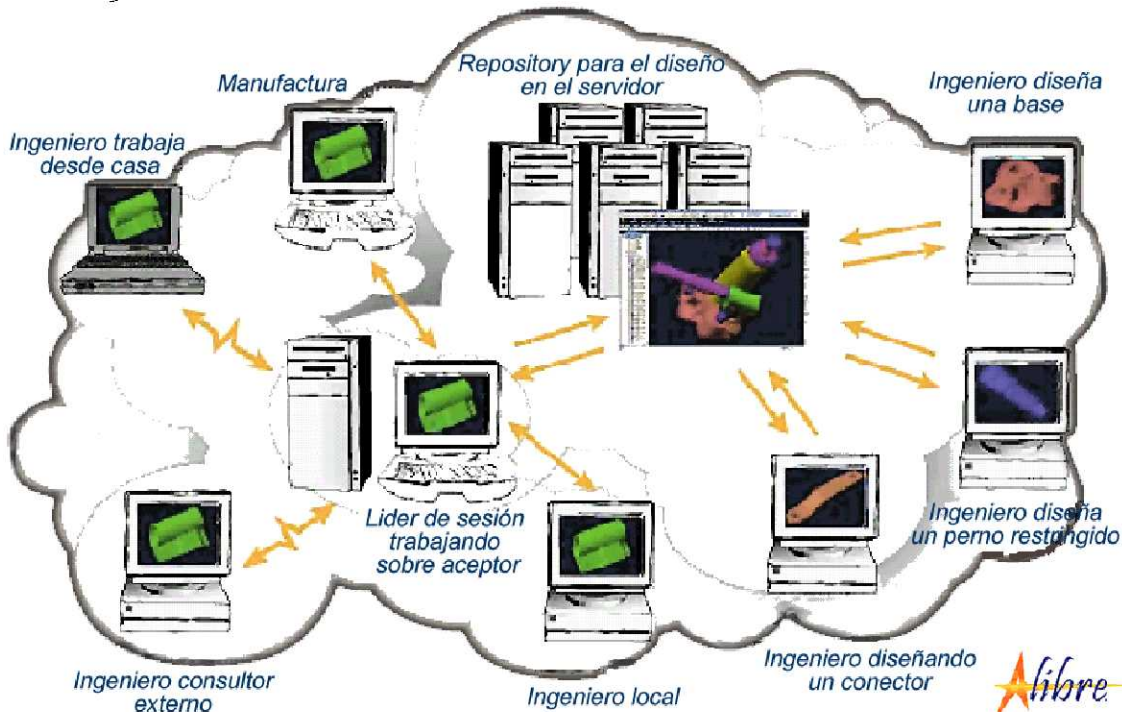 Repository para el diseño
en el servidor
Manufactura
Ingeniero diseña
una base
Ingeniero trabaja
desde casa
Lider de sesión
trabajando
sobre aceptor
Ingeniero diseña
un perno restringido
Ingeniero consultor
externo
Ingeniero local
Ingeniero diseñando
un conector
Alibre